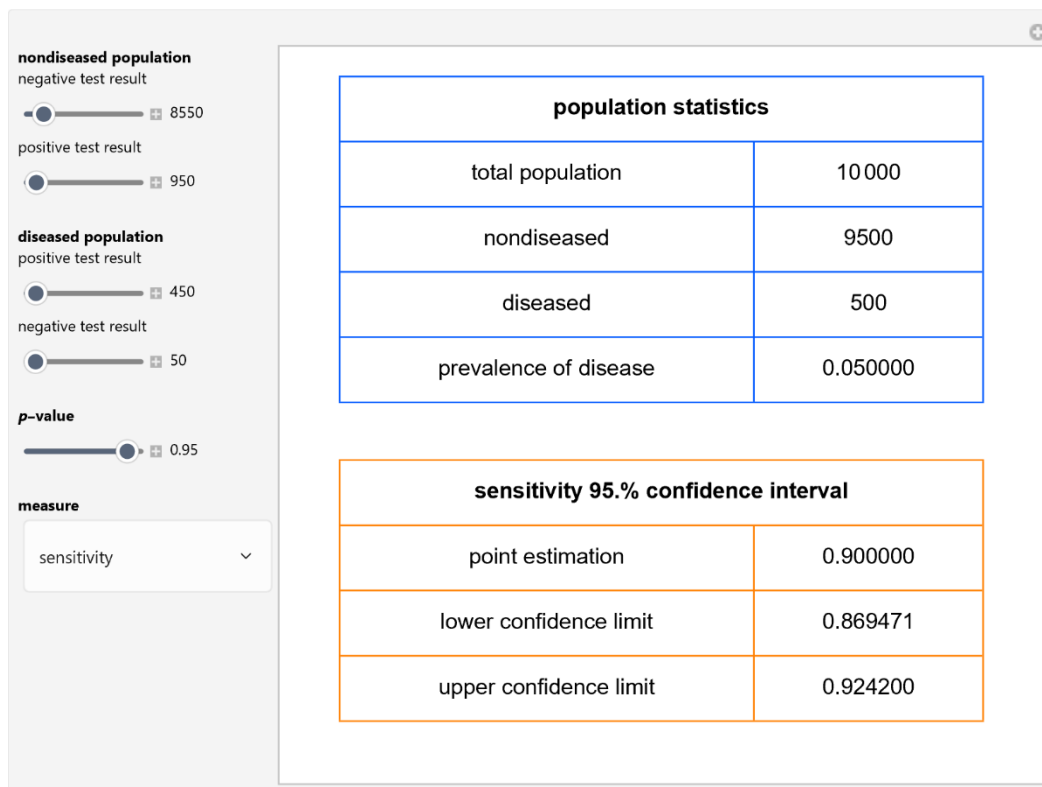 nondiseased population
negative test result
8550
positive test result
950
diseased population
positive test result
450
negative test result
50
p-value
0.95
measure
sensitivity
population statistics
total population 10 000
nondiseased 9500
diseased 500
prevalence of disease 0.050000
sensitivity 95.% confidence interval
point estimation 0.900000
lower confidence limit 0.869471
upper confidence limit 0.924200